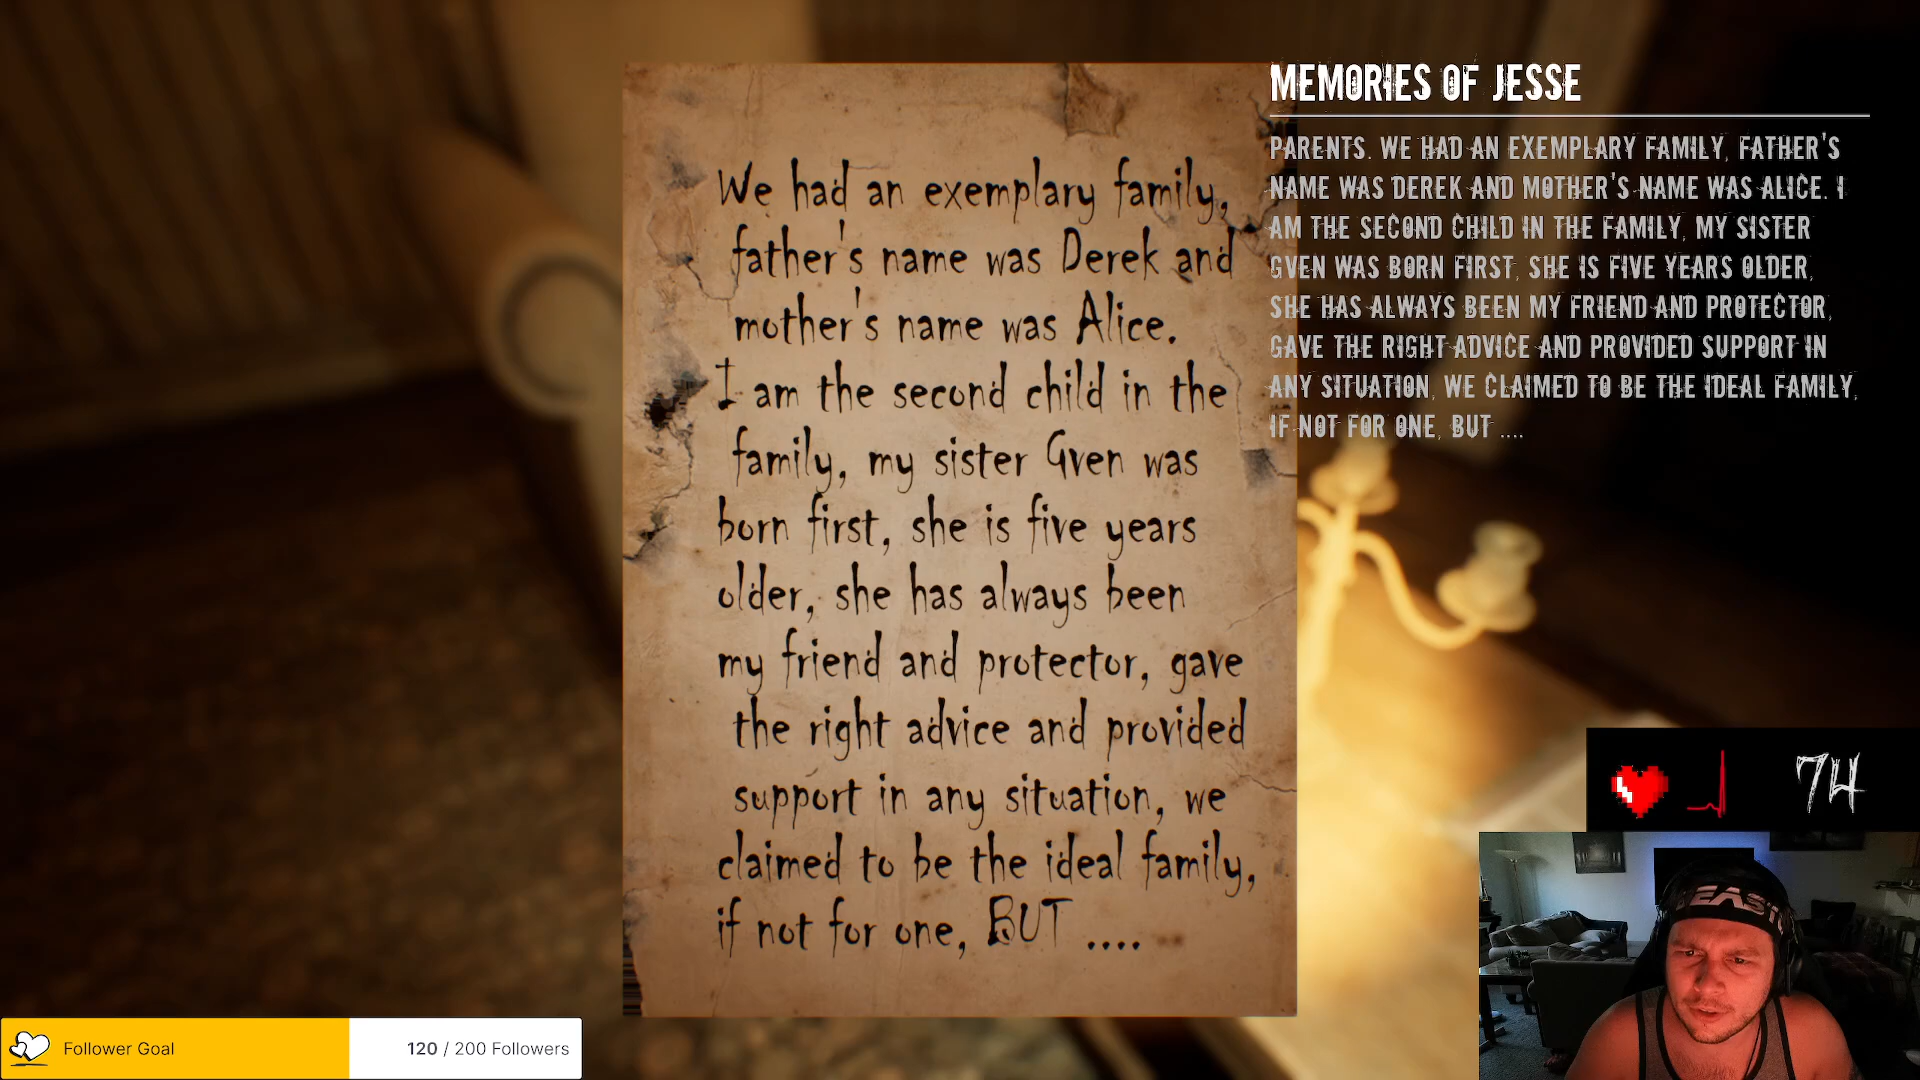 We had an exemplary family,
father's name was Derek and
mother's name was Alice.
I am the second child in the
family, my sister Gven was
born first, she is five years
older, she has always been
my friend and protector, gave
the right advice and provided
support in any situation, we
claimed to be the ideal family,
if not for one, BUT ....
MEMORIES OF JESSE
PARENTS. WE HAD AN EXEMPLARY FAMILY, FATHER'S
NAME WAS DEREK AND MOTHER'S NAME WAS ALICE. I
AM THE SECOND CHILD IN THE FAMILY, MY SISTER
GVEN WAS BORN FIRST, SHE IS FIVE YEARS OLDER,
SHE HAS ALWAYS BEEN MY FRIEND AND PROTECTOR,
GAVE THE RIGHT ADVICE AND PROVIDED SUPPORT IN
ANY SITUATION, WE CLAIMED TO BE THE IDEAL FAMILY,
IF NOT FOR ONE, BUT ....
74
EAST
Follower Goal
120 / 200 Followers